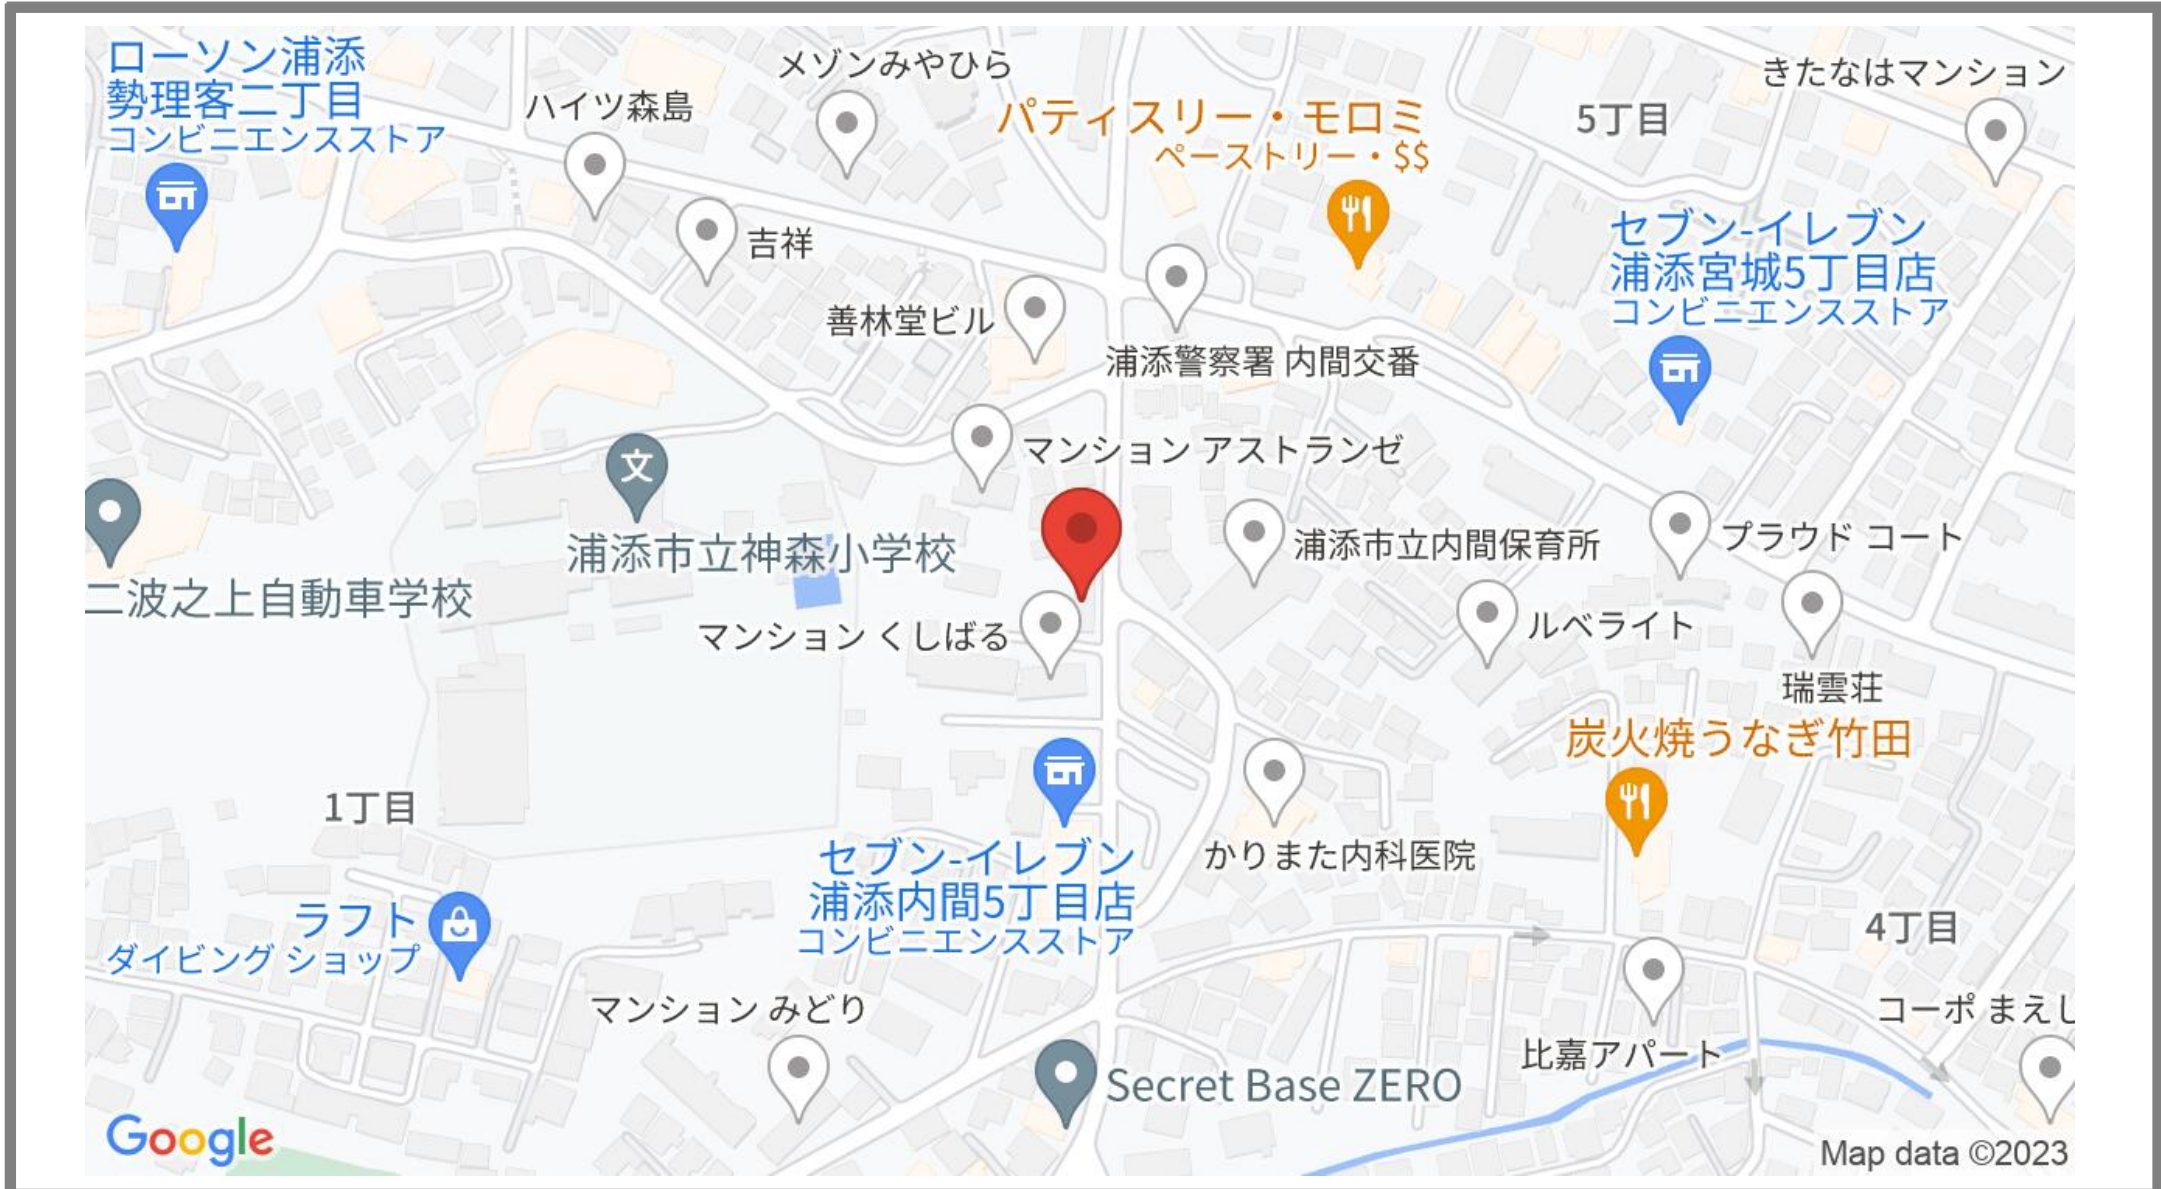 ローソン浦添
勢理客二丁目
コンビニエンスストア
ハイツ森島
メゾンみやひら
パティスリー・モロミ
ペーストリー・$$
5丁目
きたなはマンション
吉祥
善林堂ビル
浦添警察署 内間交番
セブン-イレブン
浦添宮城5丁目店
コンビニエンスストア
マンション アストランゼ
文
浦添市立神森小学校
浦添市立内間保育所
プラウド コート
二波之上自動車学校
マンション くしばる
ルベライト
瑞雲荘
炭火焼うなぎ竹田
1丁目
セブン-イレブン
浦添内間5丁目店
コンビニエンスストア
かりまた内科医院
ラフト
ダイビング ショップ
4丁目
マンション みどり
コーポ まえし
比嘉アパート
Secret Base ZERO
Google
Map data ©2023